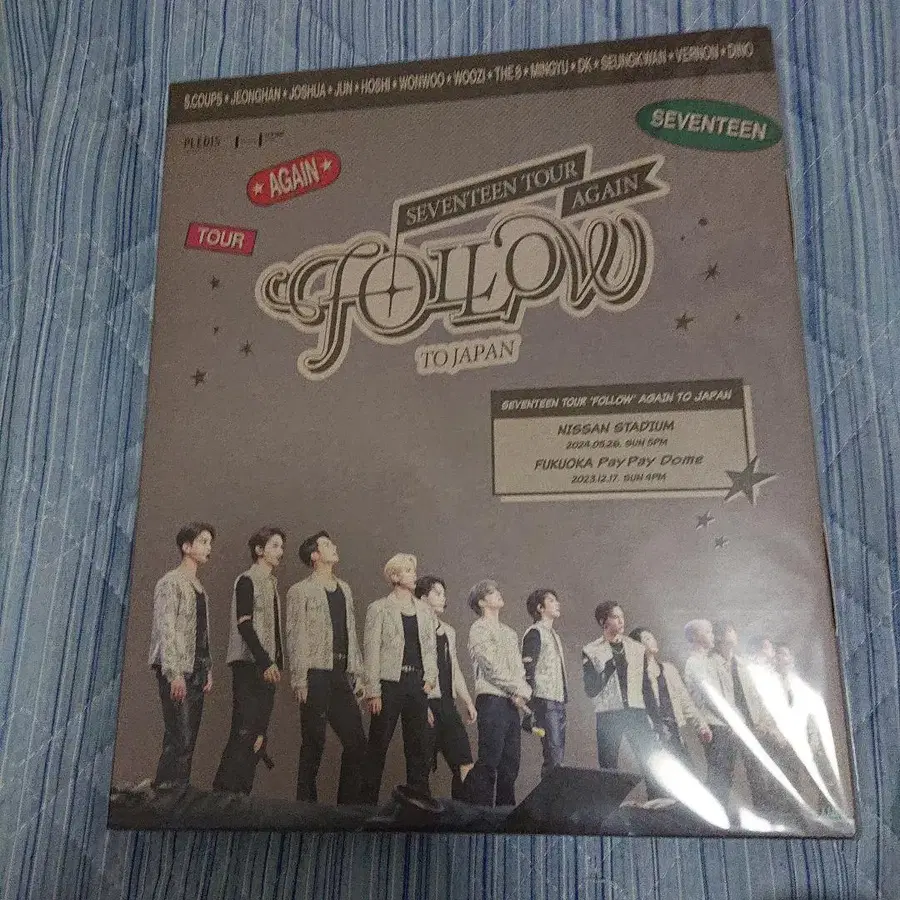 S.COUPS ★ JEONGHAN ★ JOSHUA ★ JUN ★ HOSHI ★ WONWOO ★ WOOZI ★ THE 8 ★ MINGYU ★ DK ★ SEUNGKWAN ★ VERNON ★ DINO
PLEDIS
SEVENTEEN
★ AGAIN ★
TOUR
SEVENTEEN TOUR
AGAIN
FOLLOW
TO JAPAN
SEVENTEEN TOUR 'FOLLOW' AGAIN TO JAPAN
NISSAN STADIUM
2024.05.26. SUN 5PM
FUKUOKA PayPay Dome
2023.12.17. SUN 4PM